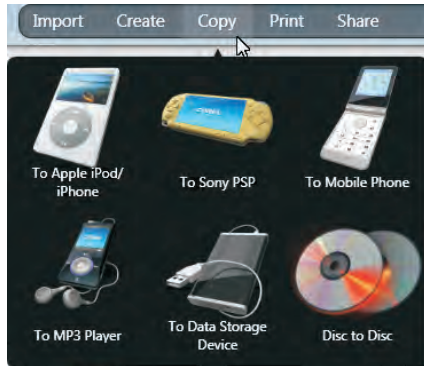 Import Create Copy Print Share
To Apple iPod/
iPhone
To Sony PSP
To Mobile Phone
To MP3 Player
To Data Storage
Device
Disc to Disc